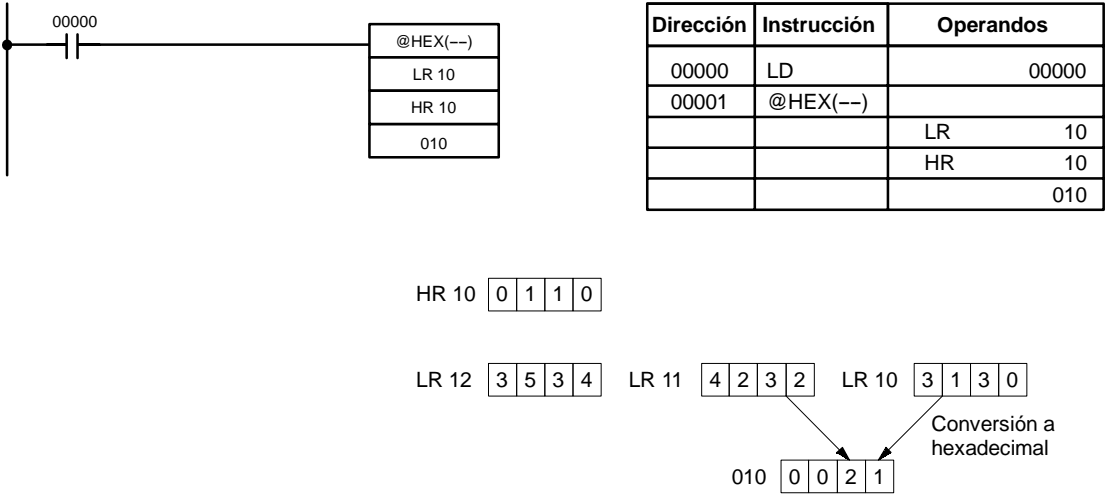 00000
@HEX(−−)
LR 10
HR 10
010
Dirección Instrucción Operandos
00000 LD 00000
00001 @HEX(−−)
LR 10
HR 10
010
HR 10 0 1 1 0
LR 12 3 5 3 4 LR 11 4 2 3 2 LR 10 3 1 3 0
Conversión a
hexadecimal
010 0 0 2 1